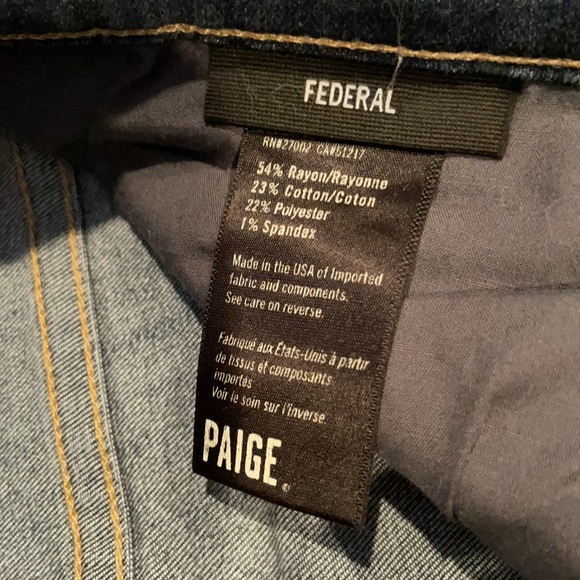 FEDERAL
RN#27002 CA#51217
54% Rayon/Rayonne
23% Cotton/Coton
22% Polyester
1% Spandex
Made in the USA of Imported
fabric and components.
See care on reverse.
Fabriqué aux États-Unis à partir
de tissus et composants
importés
Voir le soin sur l'inverse.
PAIGE